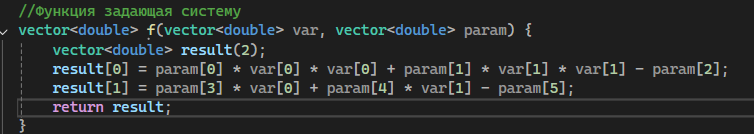 //Функция задающая систему
vector<double> f(vector<double> var, vector<double> param) {
vector<double> result(2);
result[0] = param[0] * var[0] * var[0] + param[1] * var[1] * var[1] - param[2];
result[1] = param[3] * var[0] + param[4] * var[1] - param[5];
return result;
}